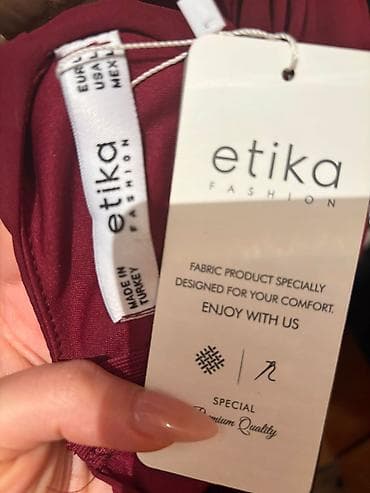 EUR L
USA L
MEX L
etika
FASHION
MADE IN
TURKEY
etika
FASHION
FABRIC PRODUCT SPECIALLY
DESIGNED FOR YOUR COMFORT.
ENJOY WITH US
SPECIAL
Premium Quality